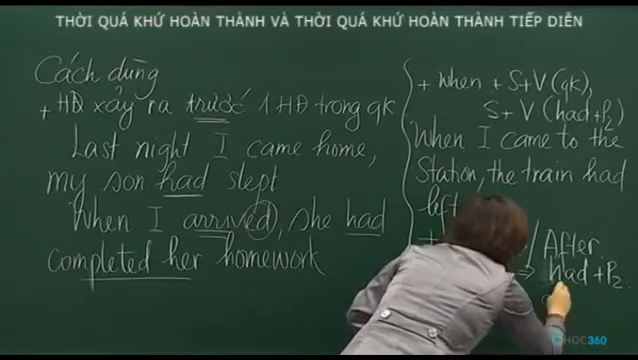 THỜI QUÁ KHỨ HOÀN THÀNH VÀ THỜI QUÁ KHỨ HOÀN THÀNH TIẾP DIỄN
Cách dùng
+ HĐ xảy ra trước 1 HĐ trong qk
Last night I came home,
my son had slept
When I arrived, she had
completed her homework
+ When + S+V (qk),
S+ V (had+P2)
When I came to the
Station, the train had
left
/ After
⇒ had + P2
HOC360